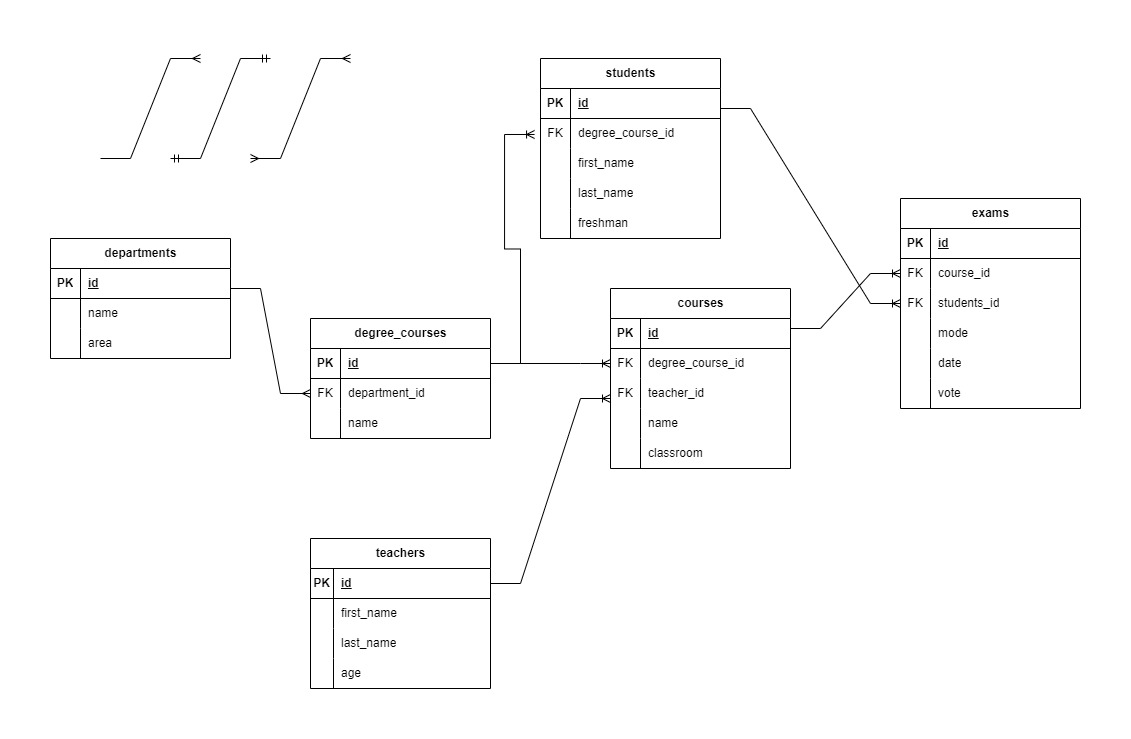 students
PK id
FK degree_course_id
first_name
last_name
freshman
exams
PK id
FK course_id
FK students_id
mode
date
vote
departments
PK id
name
area
degree_courses
PK id
FK department_id
name
courses
PK id
FK degree_course_id
FK teacher_id
name
classroom
teachers
PK id
first_name
last_name
age